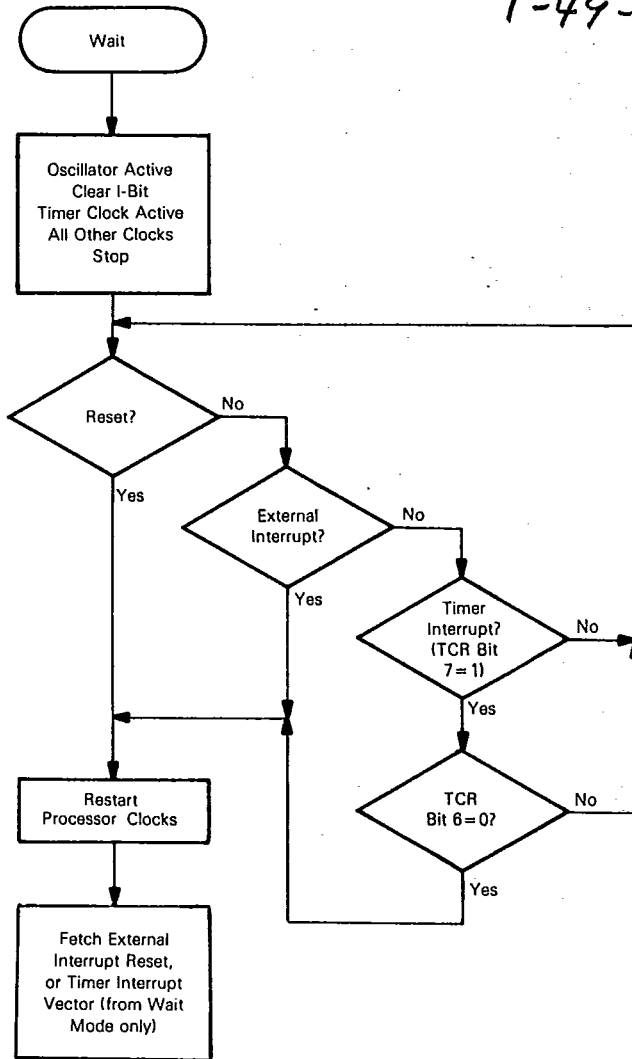 Wait
Oscillator Active
Clear I-Bit
Timer Clock Active
All Other Clocks
Stop
Reset?
No
Yes
External
Interrupt?
No
Yes
Timer
Interrupt?
(TCR Bit
7=1)
No
Yes
TCR
Bit 6=0?
No
Yes
Restart
Processor Clocks
Fetch External
Interrupt Reset,
or Timer Interrupt
Vector (from Wait
Mode only)